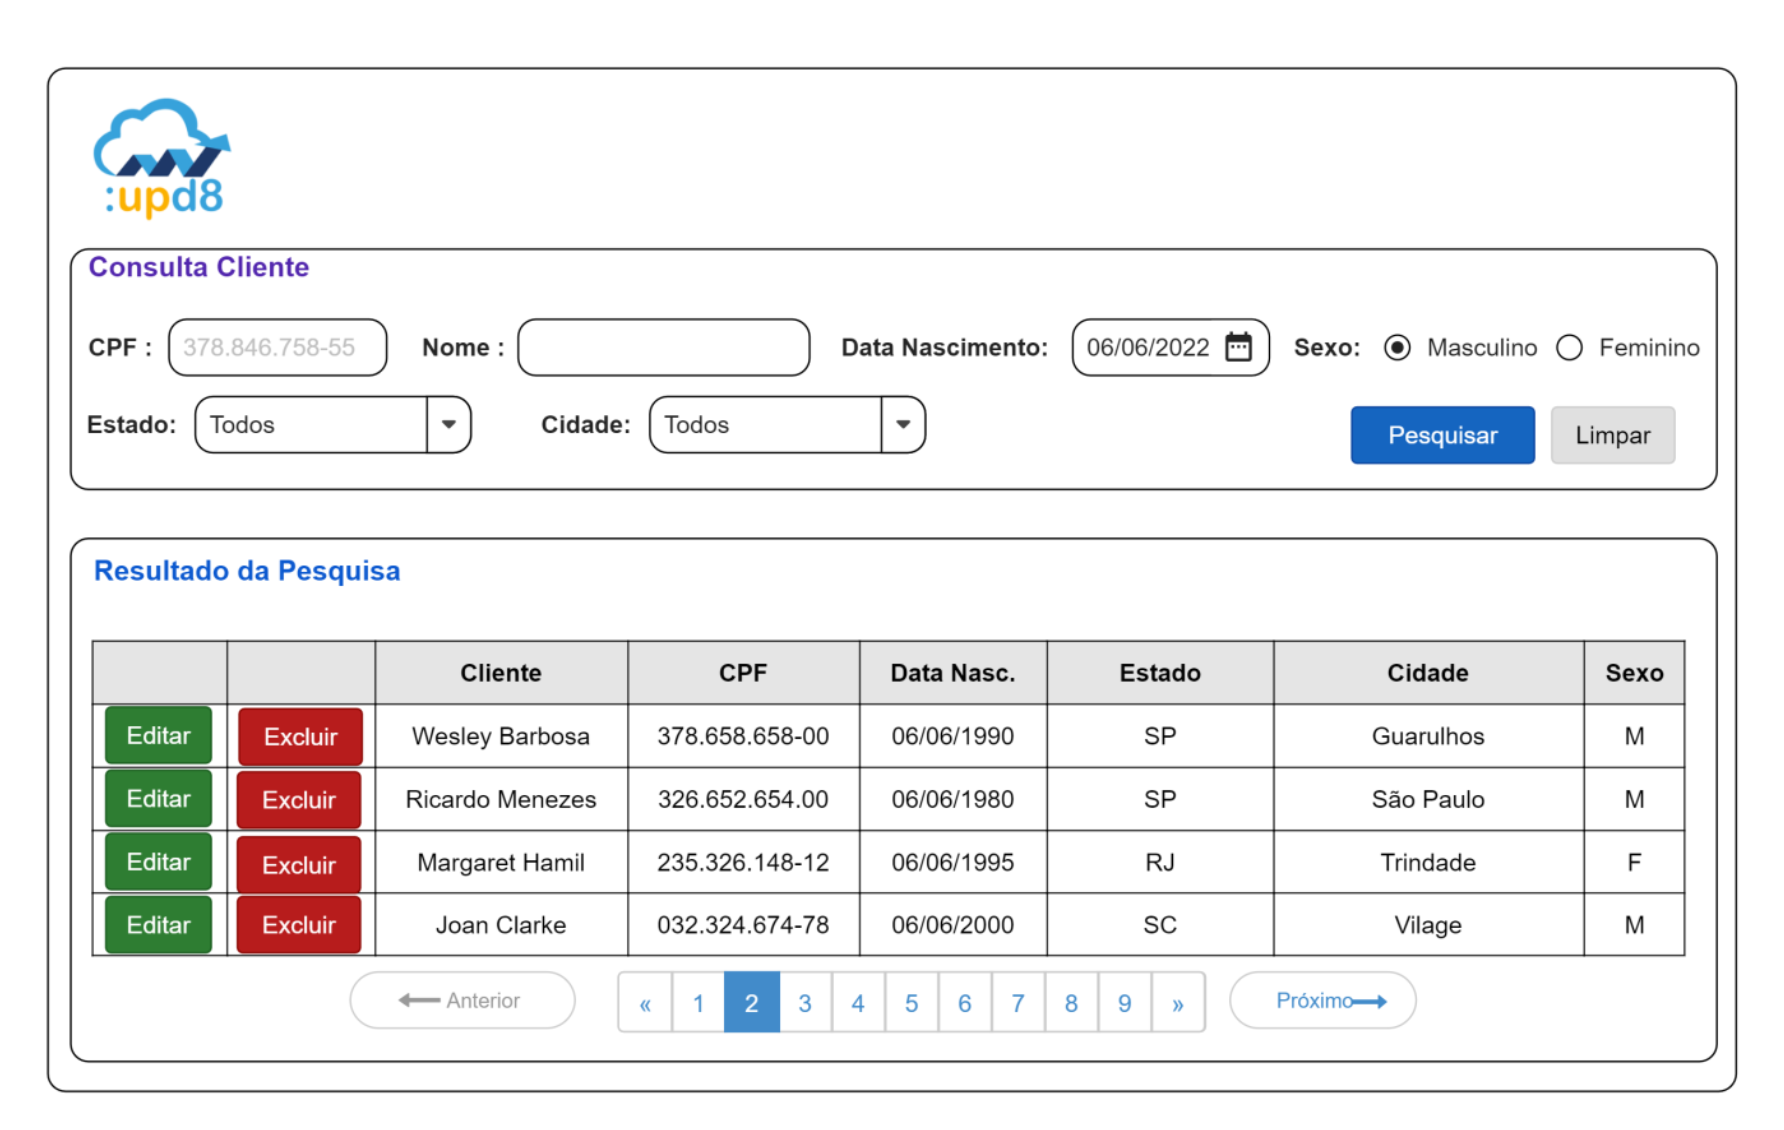 :upd8
Consulta Cliente
CPF : 378.846.758-55 Nome : Data Nascimento: 06/06/2022 Sexo: Masculino Feminino
Estado: Todos Cidade: Todos Pesquisar Limpar
Resultado da Pesquisa
Cliente CPF Data Nasc. Estado Cidade Sexo
Editar Excluir Wesley Barbosa 378.658.658-00 06/06/1990 SP Guarulhos M
Editar Excluir Ricardo Menezes 326.652.654.00 06/06/1980 SP São Paulo M
Editar Excluir Margaret Hamil 235.326.148-12 06/06/1995 RJ Trindade F
Editar Excluir Joan Clarke 032.324.674-78 06/06/2000 SC Vilage M
Anterior « 1 2 3 4 5 6 7 8 9 » Próximo